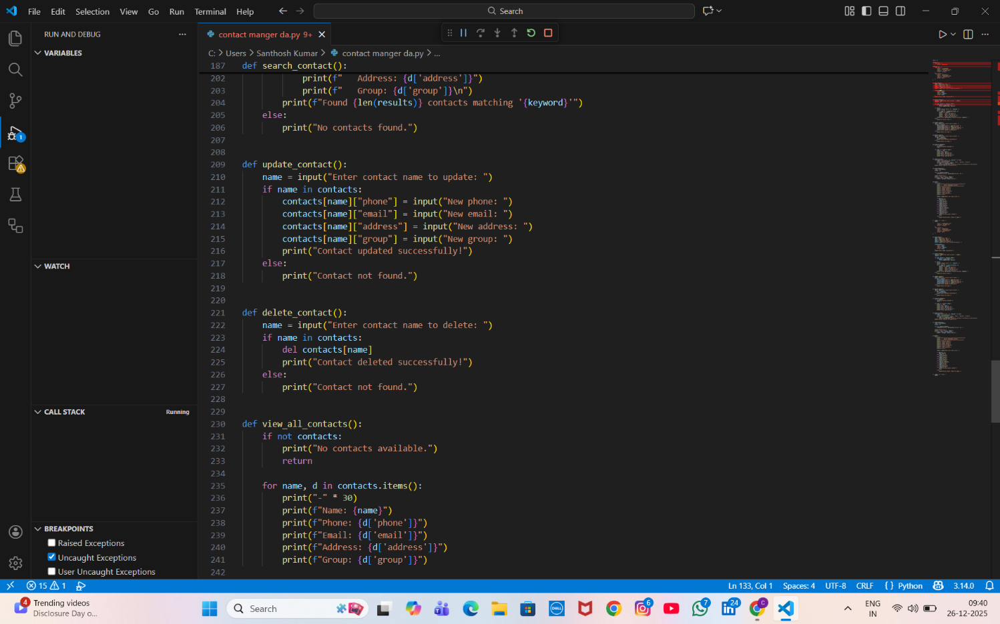 File Edit Selection View Go Run Terminal Help
Search
RUN AND DEBUG
contact manger da.py 9+
C: > Users > Santhosh Kumar > contact manger da.py > ...
VARIABLES
WATCH
CALL STACK Running
BREAKPOINTS
Raised Exceptions
Uncaught Exceptions
User Uncaught Exceptions
1
187 def search_contact():
202 print(f"   Address: {d['address']}")
203 print(f"   Group: {d['group']}\n")
204 print(f"Found {len(results)} contacts matching '{keyword}'")
205 else:
206 print("No contacts found.")
207
208
209 def update_contact():
210 name = input("Enter contact name to update: ")
211 if name in contacts:
212 contacts[name]["phone"] = input("New phone: ")
213 contacts[name]["email"] = input("New email: ")
214 contacts[name]["address"] = input("New address: ")
215 contacts[name]["group"] = input("New group: ")
216 print("Contact updated successfully!")
217 else:
218 print("Contact not found.")
219
220
221 def delete_contact():
222 name = input("Enter contact name to delete: ")
223 if name in contacts:
224 del contacts[name]
225 print("Contact deleted successfully!")
226 else:
227 print("Contact not found.")
228
229
230 def view_all_contacts():
231 if not contacts:
232 print("No contacts available.")
233 return
234
235 for name, d in contacts.items():
236 print("-" * 30)
237 print(f"Name: {name}")
238 print(f"Phone: {d['phone']}")
239 print(f"Email: {d['email']}")
240 print(f"Address: {d['address']}")
241 print(f"Group: {d['group']}")
242
15 1
Ln 133, Col 1 Spaces: 4 UTF-8 CRLF { } Python 3.14.0
4 Trending videos
Disclosure Day o...
Search
DELL
6 7 24 C
ENG
IN
09:40
26-12-2025